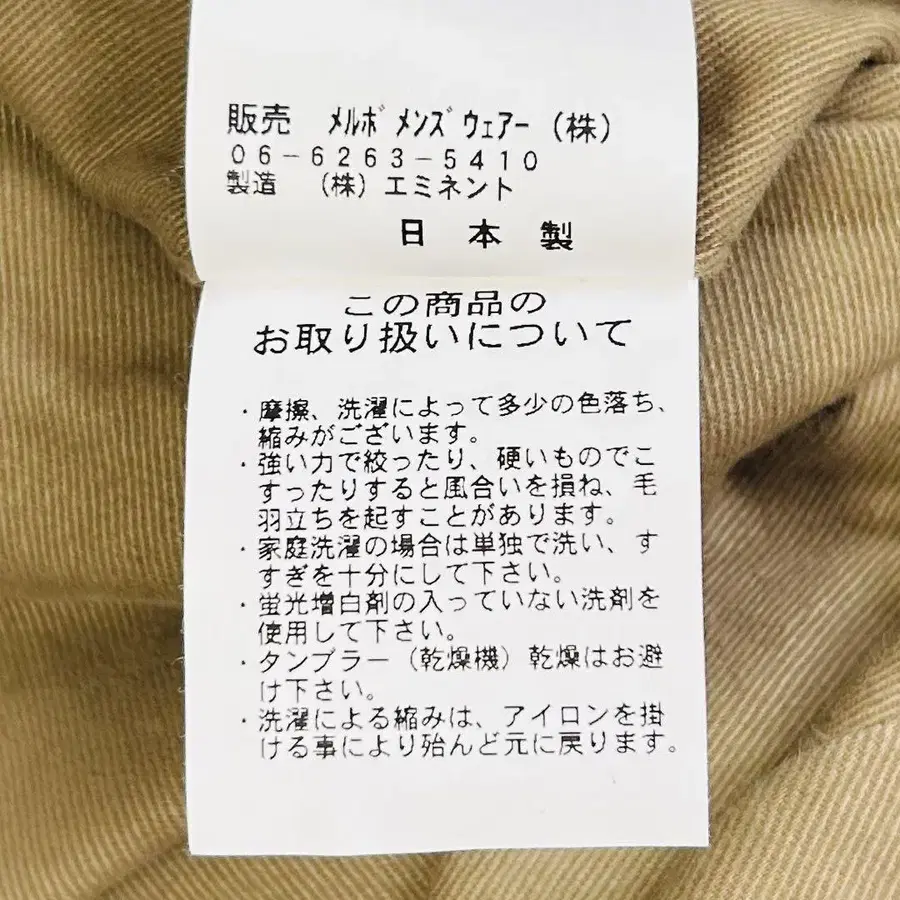 販売 ﾒﾙﾎﾞ ﾒﾝｽﾞ ｳｪｱｰ (株)
06-6263-5410
製造 (株) エミネント
日本製
この商品の
お取り扱いについて
・摩擦、洗濯によって多少の色落ち、
縮みがございます。
・強い力で絞ったり、硬いものでこ
すったりすると風合いを損ね、毛
羽立ちを起すことがあります。
・家庭洗濯の場合は単独で洗い、す
すぎを十分にして下さい。
・蛍光増白剤の入っていない洗剤を
使用して下さい。
・タンブラー (乾燥機) 乾燥はお避
け下さい。
・洗濯による縮みは、アイロンを掛
ける事により殆んど元に戻ります。